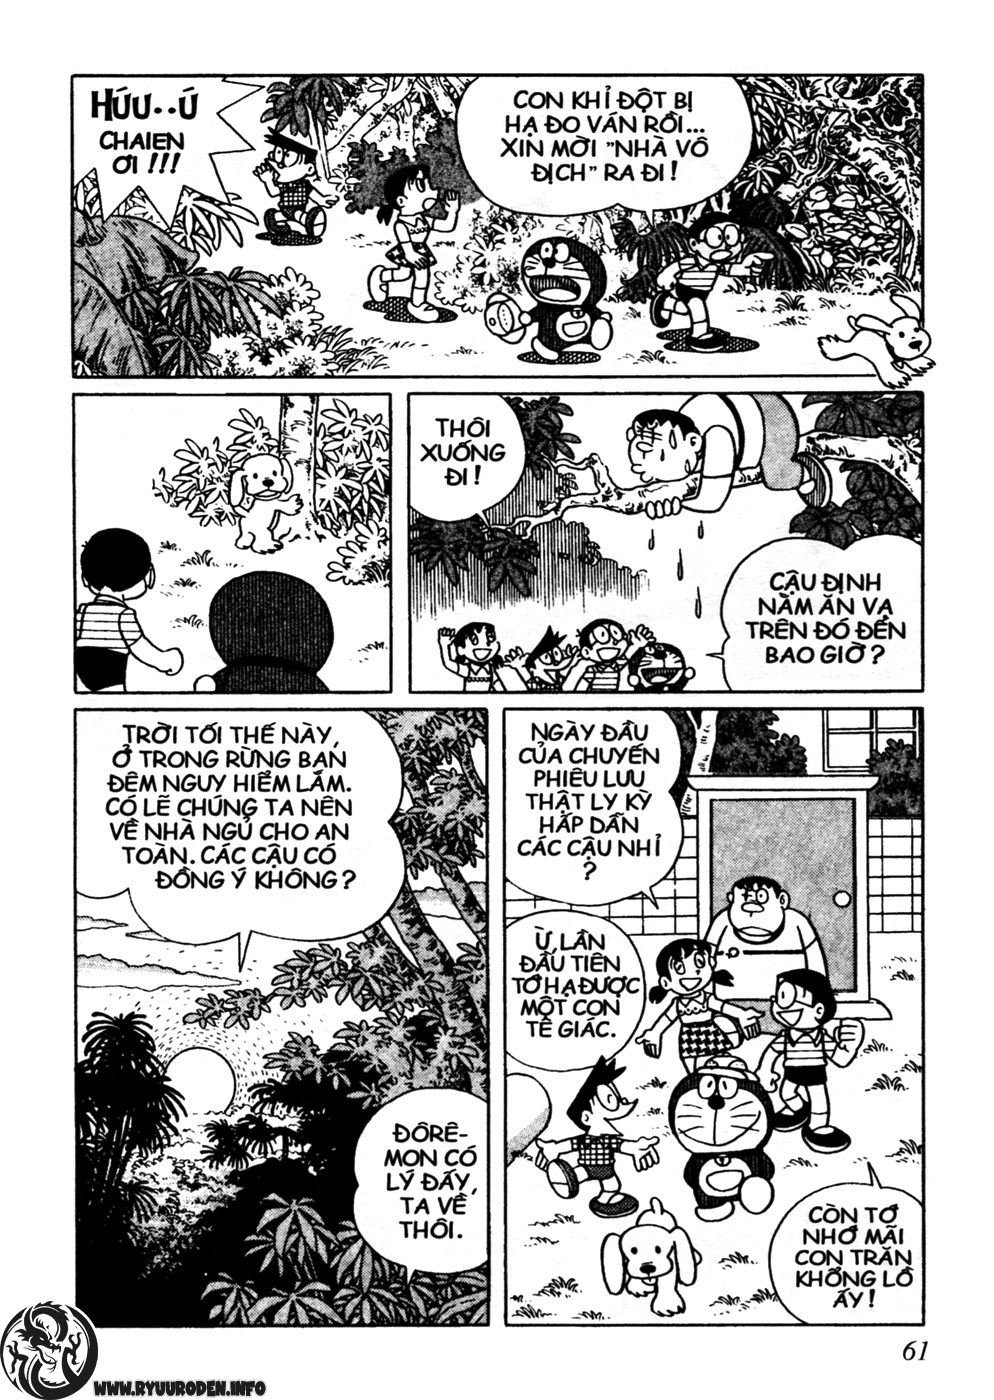 HÚU..Ú
CHAIEN
ƠI !!!
CON KHỈ ĐỘT BỊ
HẠ ĐO VÁN RỒI...
XIN MỜI "NHÀ VÔ
ĐỊCH" RA ĐI !
THÔI
XUỐNG
ĐI !
CẬU ĐỊNH
NẰM ĂN VẠ
TRÊN ĐÓ ĐẾN
BAO GIỜ ?
TRỜI TỐI THẾ NÀY,
Ở TRONG RỪNG BAN
ĐÊM NGUY HIỂM LẮM.
CÓ LẼ CHÚNG TA NÊN
VỀ NHÀ NGỦ CHO AN
TOÀN. CÁC CẬU CÓ
ĐỒNG Ý KHÔNG ?
ĐÔRÊ-
MON CÓ
LÝ ĐẤY,
TA VỀ
THÔI.
NGÀY ĐẦU
CỦA CHUYẾN
PHIÊU LƯU
THẬT LY KỲ
HẤP DẪN
CÁC CẬU NHỈ
?
Ừ, LẦN
ĐẦU TIÊN
TỚ HẠ ĐƯỢC
MỘT CON
TÊ GIÁC.
CÒN TỚ
NHỚ MÃI
CON TRĂN
KHỔNG LỒ
ẤY !
61
WWW.RYUURODEN.INFO